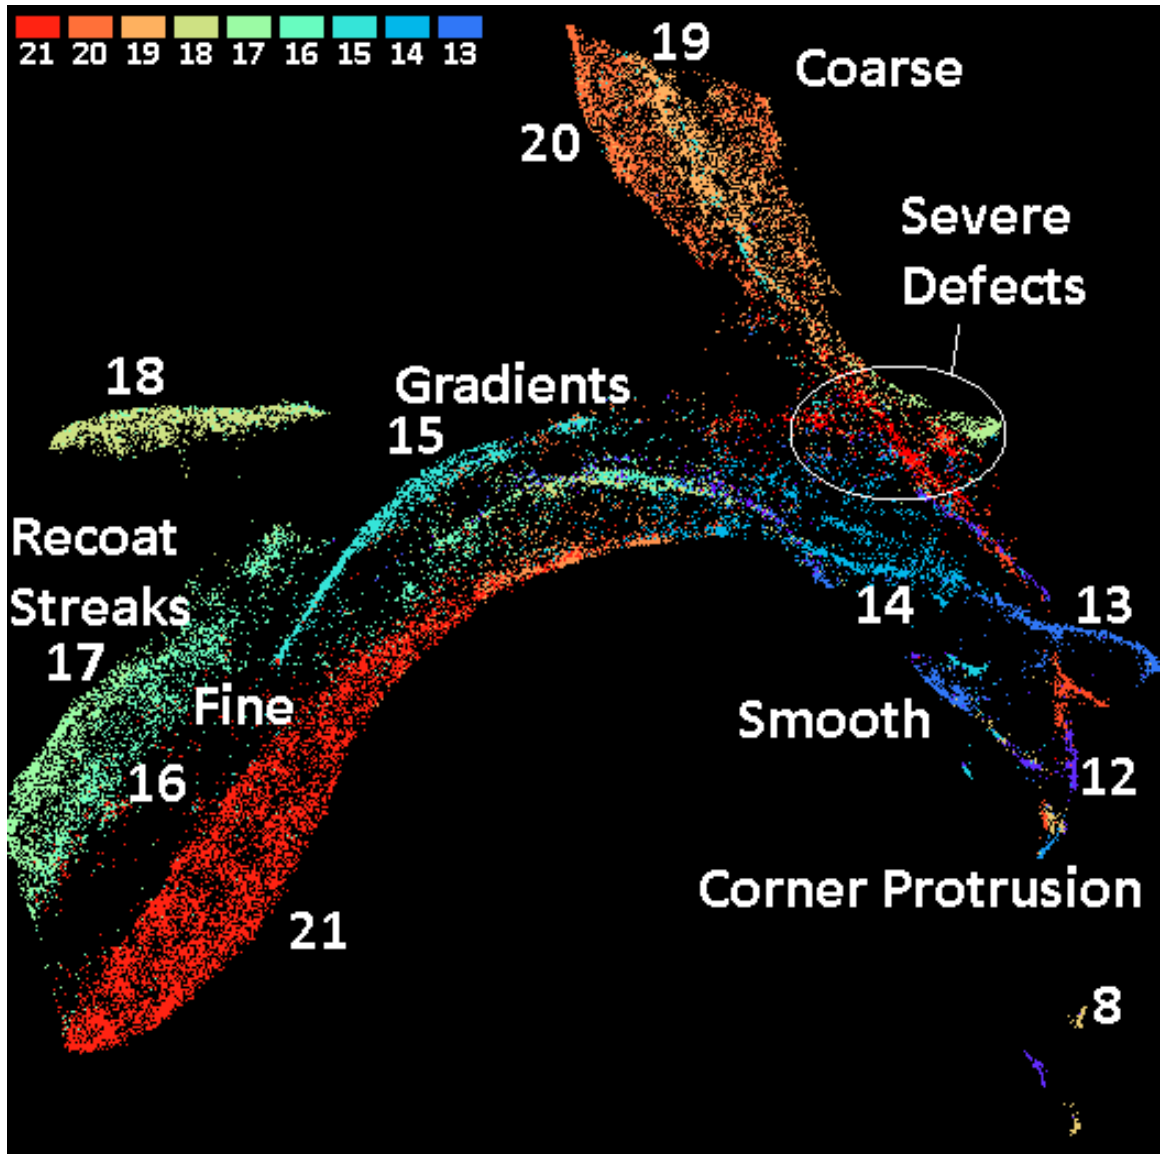 21 20 19 18 17 16 15 14 13
19
Coarse
20
Severe
Defects
18
Gradients
15
Recoat
Streaks
17
14
13
Fine
Smooth
16
12
Corner Protrusion
21
8